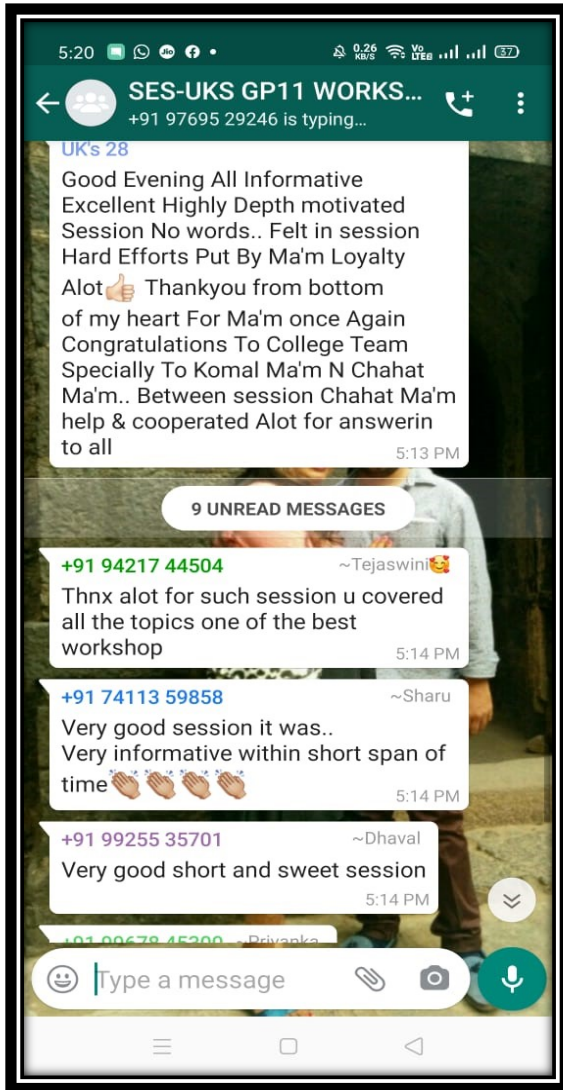 5:20 0.26 KB/S Vo LTE 37
SES-UKS GP11 WORKS...
+91 97695 29246 is typing...
UK's 28
Good Evening All Informative
Excellent Highly Depth motivated
Session No words.. Felt in session
Hard Efforts Put By Ma'm Loyalty
Alot👍🏻 Thankyou from bottom
of my heart For Ma'm once Again
Congratulations To College Team
Specially To Komal Ma'm N Chahat
Ma'm.. Between session Chahat Ma'm
help & cooperated Alot for answerin
to all
5:13 PM
9 UNREAD MESSAGES
+91 94217 44504 ~Tejaswini🥰
Thnx alot for such session u covered
all the topics one of the best
workshop
5:14 PM
+91 74113 59858 ~Sharu
Very good session it was..
Very informative within short span of
time👏🏼👏🏼👏🏼👏🏼
5:14 PM
+91 99255 35701 ~Dhaval
Very good short and sweet session
5:14 PM
+91 99678 45300 ~Priyanka
Type a message